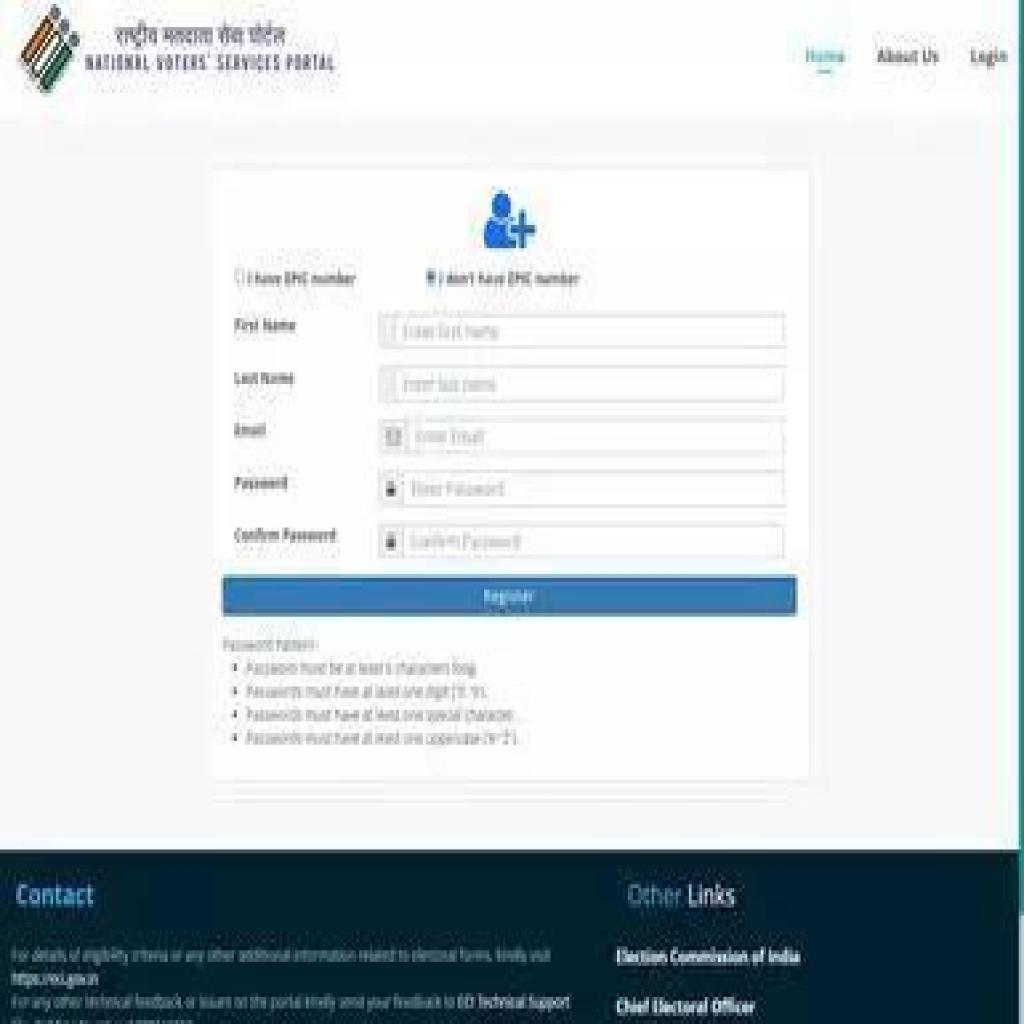 राष्ट्रीय मतदाता सेवा पोर्टल
NATIONAL VOTERS' SERVICES PORTAL
Home About Us Login
I have EPIC number I don't have EPIC number
First Name Enter first name
Last Name Enter last name
Email Enter Email
Password Enter Password
Confirm Password Confirm Password
Register
Password Pattern
Password must be at least characters long
Passwords must have at least one digit ('0'-'9').
Passwords must have at least one special character.
Passwords must have at least one uppercase ('A'-'Z').
Contact Other Links
For details of eligibility criteria or any other additional information related to electoral forms, kindly visit
https://eci.gov.in
Election Commission of India
For any other technical feedback or issues on the portal kindly send your feedback to ECI Technical Support
Chief Electoral Officer